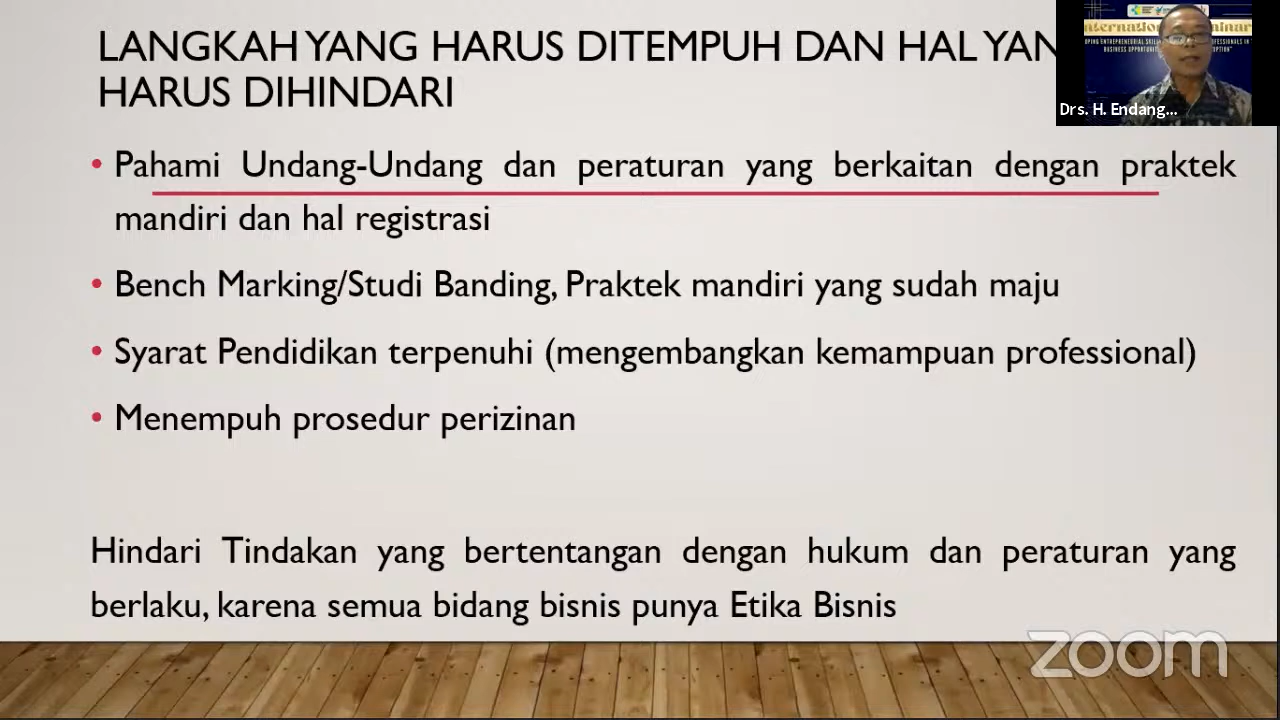 LANGKAH YANG HARUS DITEMPUH DAN HAL YAN
HARUS DIHINDARI
• Pahami Undang-Undang dan peraturan yang berkaitan dengan praktek
mandiri dan hal registrasi
• Bench Marking/Studi Banding, Praktek mandiri yang sudah maju
• Syarat Pendidikan terpenuhi (mengembangkan kemampuan professional)
• Menempuh prosedur perizinan
Hindari Tindakan yang bertentangan dengan hukum dan peraturan yang
berlaku, karena semua bidang bisnis punya Etika Bisnis
Drs. H. Endang...
zoom